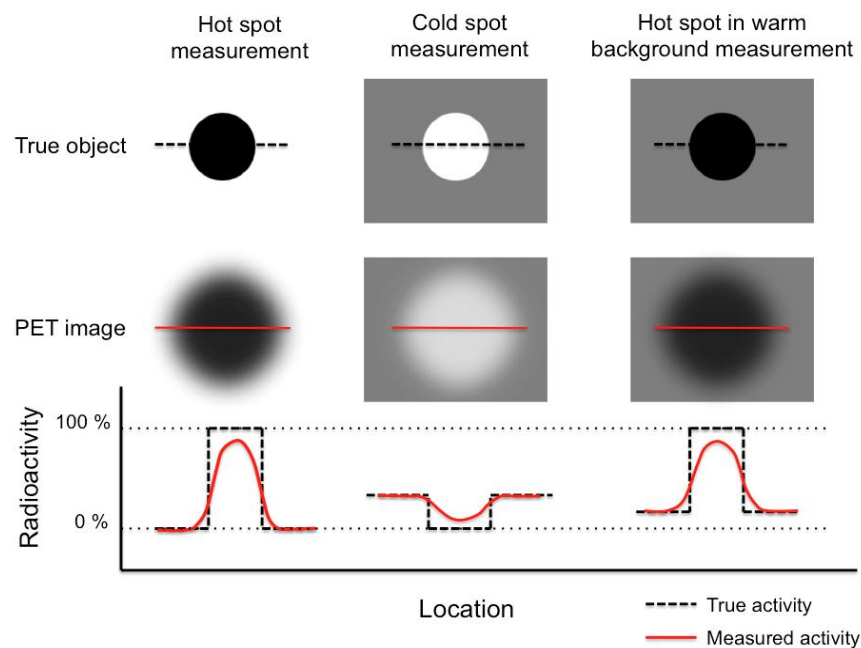 Hot spot
measurement
Cold spot
measurement
Hot spot in warm
background measurement
True object
PET image
Radioactivity
100 %
0 %
Location
True activity
Measured activity